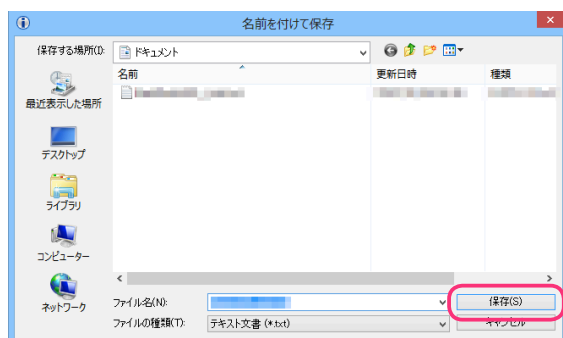 名前を付けて保存
保存する場所(I):
ドキュメント
名前
更新日時
種類
最近表示した場所
デスクトップ
ライブラリ
コンピューター
ネットワーク
ファイル名(N):
保存(S)
ファイルの種類(T):
テキスト文書 (*.txt)
キャンセル